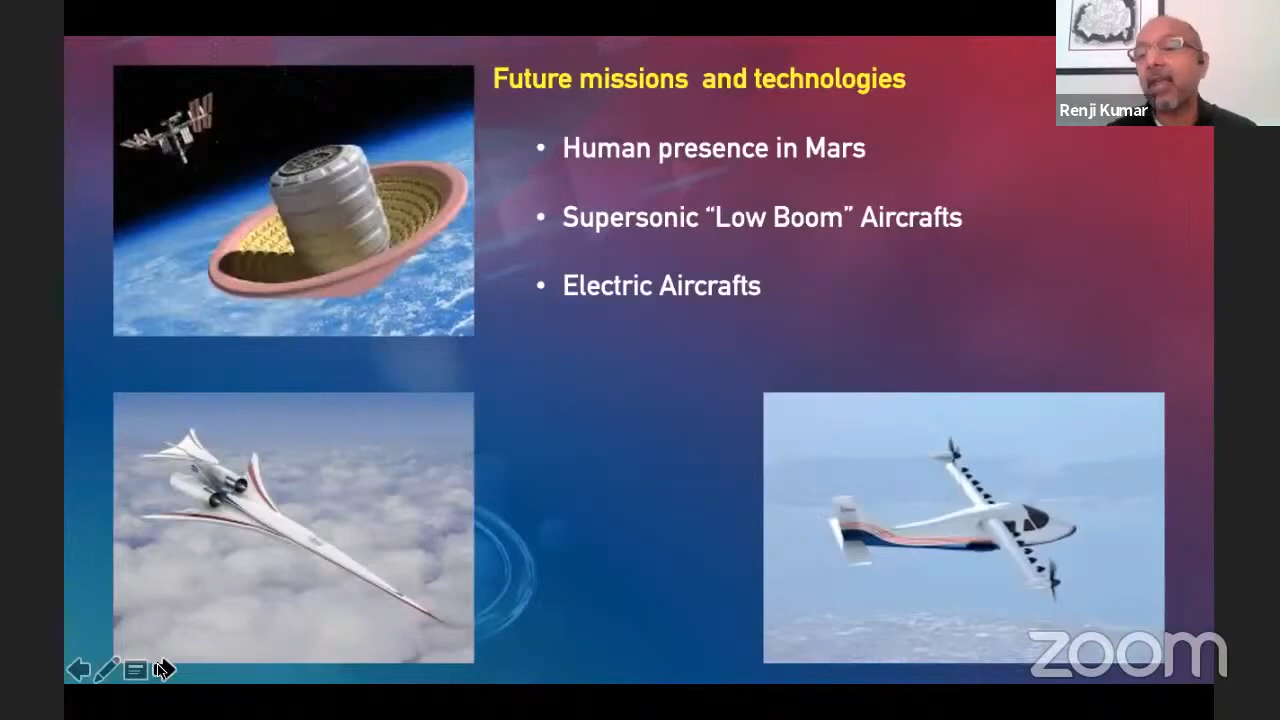 Future missions and technologies
Renji Kumar
• Human presence in Mars
• Supersonic “Low Boom” Aircrafts
• Electric Aircrafts
zoom